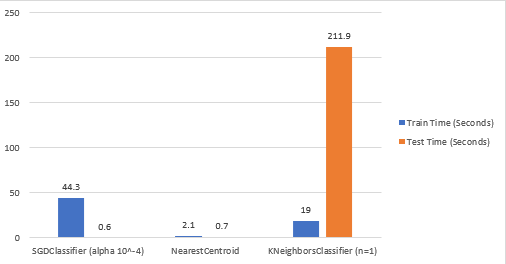 250
200
150
100
50
0
44.3
0.6
2.1
0.7
19
211.9
SGDClassifier (alpha 10^-4)
NearestCentroid
KNeighborsClassifier (n=1)
Train Time (Seconds)
Test Time (Seconds)